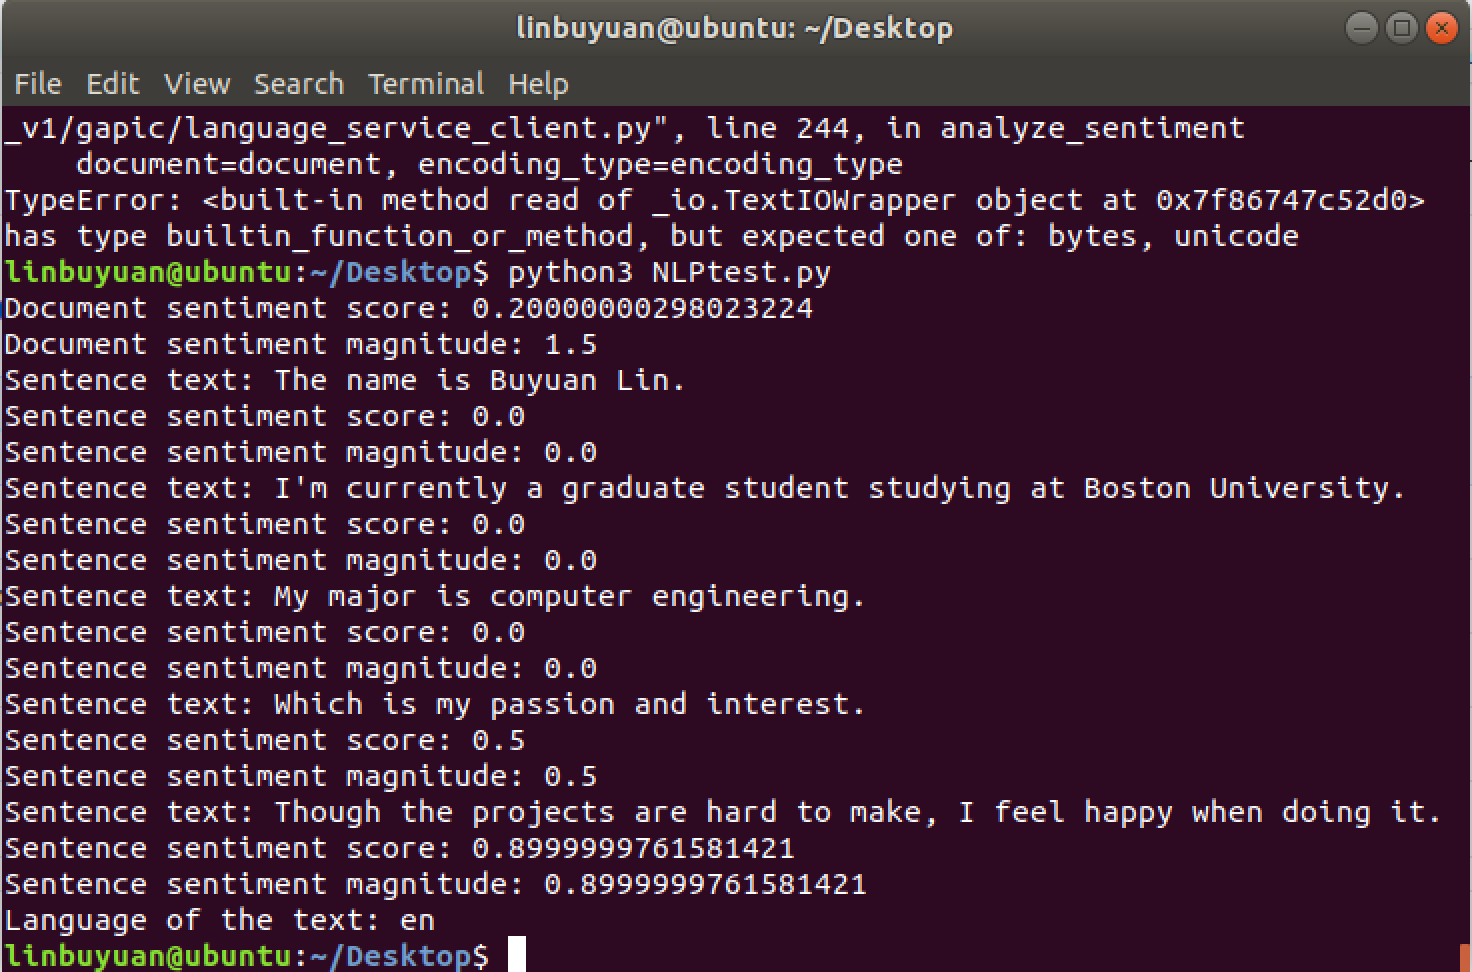 linbuyuan@ubuntu: ~/Desktop
File Edit View Search Terminal Help
_v1/gapic/language_service_client.py", line 244, in analyze_sentiment
    document=document, encoding_type=encoding_type
TypeError: <built-in method read of _io.TextIOWrapper object at 0x7f86747c52d0>
has type builtin_function_or_method, but expected one of: bytes, unicode
linbuyuan@ubuntu:~/Desktop$ python3 NLPtest.py
Document sentiment score: 0.20000000298023224
Document sentiment magnitude: 1.5
Sentence text: The name is Buyuan Lin.
Sentence sentiment score: 0.0
Sentence sentiment magnitude: 0.0
Sentence text: I'm currently a graduate student studying at Boston University.
Sentence sentiment score: 0.0
Sentence sentiment magnitude: 0.0
Sentence text: My major is computer engineering.
Sentence sentiment score: 0.0
Sentence sentiment magnitude: 0.0
Sentence text: Which is my passion and interest.
Sentence sentiment score: 0.5
Sentence sentiment magnitude: 0.5
Sentence text: Though the projects are hard to make, I feel happy when doing it.
Sentence sentiment score: 0.8999999761581421
Sentence sentiment magnitude: 0.8999999761581421
Language of the text: en
linbuyuan@ubuntu:~/Desktop$